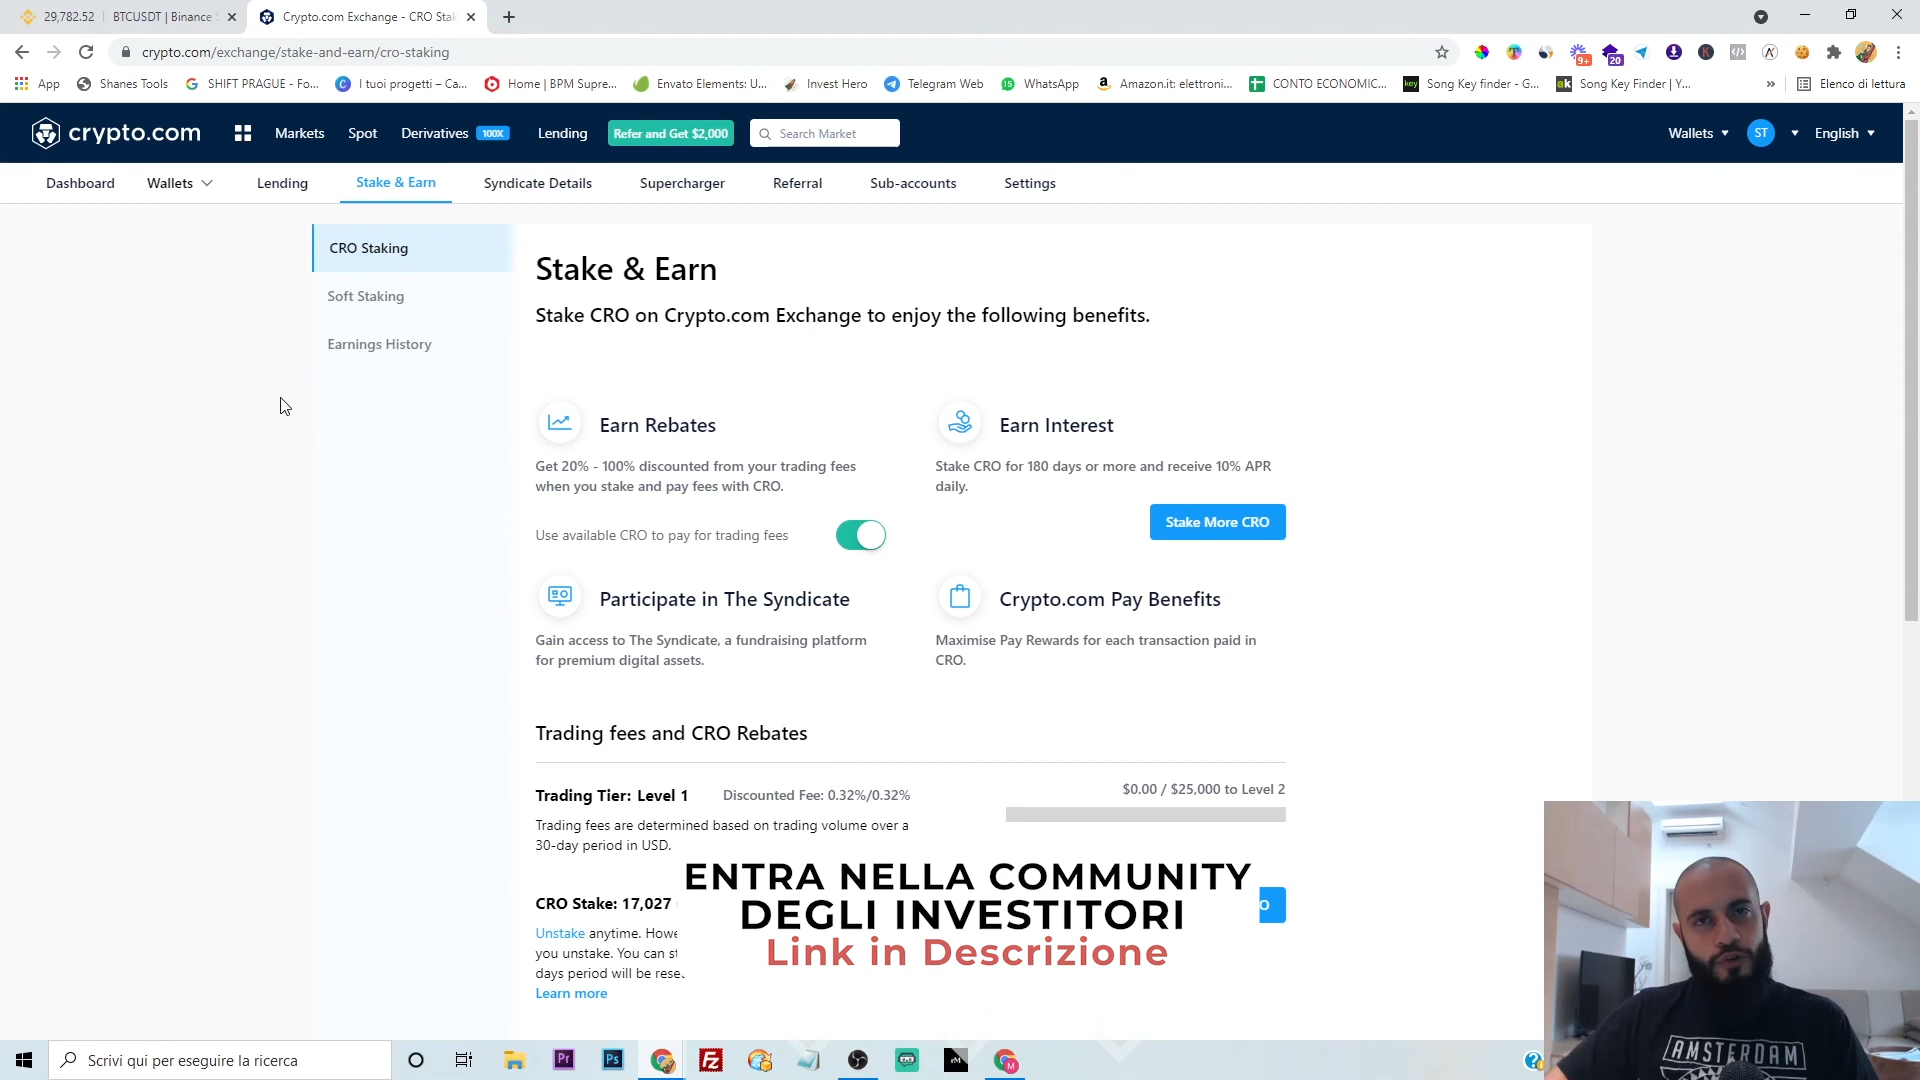 29,782.52 | BTCUSDT | Binance
Crypto.com Exchange - CRO Stak
crypto.com/exchange/stake-and-earn/cro-staking
9+
20
App
Shanes Tools
SHIFT PRAGUE - Fo...
I tuoi progetti – Ca...
Home | BPM Supre...
Envato Elements: U...
Invest Hero
Telegram Web
15
WhatsApp
Amazon.it: elettroni...
CONTO ECONOMIC...
key
Song Key finder - G...
Song Key Finder | Y...
»
Elenco di lettura
crypto.com
Markets
Spot
Derivatives 100X
Lending
Refer and Get $2,000
Search Market
Wallets
ST
English
Dashboard
Wallets
Lending
Stake & Earn
Syndicate Details
Supercharger
Referral
Sub-accounts
Settings
CRO Staking
Soft Staking
Earnings History
Stake & Earn
Stake CRO on Crypto.com Exchange to enjoy the following benefits.
Earn Rebates
Get 20% - 100% discounted from your trading fees
when you stake and pay fees with CRO.
Use available CRO to pay for trading fees
Earn Interest
Stake CRO for 180 days or more and receive 10% APR
daily.
Stake More CRO
Participate in The Syndicate
Gain access to The Syndicate, a fundraising platform
for premium digital assets.
Crypto.com Pay Benefits
Maximise Pay Rewards for each transaction paid in
CRO.
Trading fees and CRO Rebates
Trading Tier: Level 1
Discounted Fee: 0.32%/0.32%
$0.00 / $25,000 to Level 2
Trading fees are determined based on trading volume over a
30-day period in USD.
CRO Stake: 17,027
Unstake anytime. Howe
you unstake. You can st
days period will be rese
Learn more
O
ENTRA NELLA COMMUNITY
DEGLI INVESTITORI
Link in Descrizione
AMSTERDAM
Scrivi qui per eseguire la ricerca
Pr
Ps
Fz
M